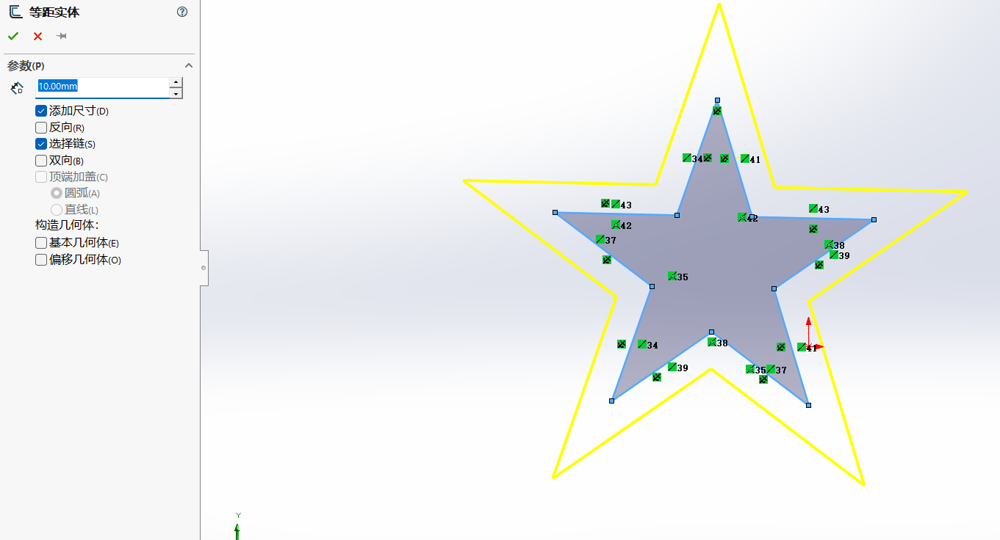 等距实体
参数(P)
10.00mm
添加尺寸(D)
反向(R)
选择链(S)
双向(B)
顶端加盖(C)
圆弧(A)
直线(L)
构造几何体:
基本几何体(E)
偏移几何体(O)
34 41
43 43
42 42
37 38
39
35
34 38 41
39 35 37
Y